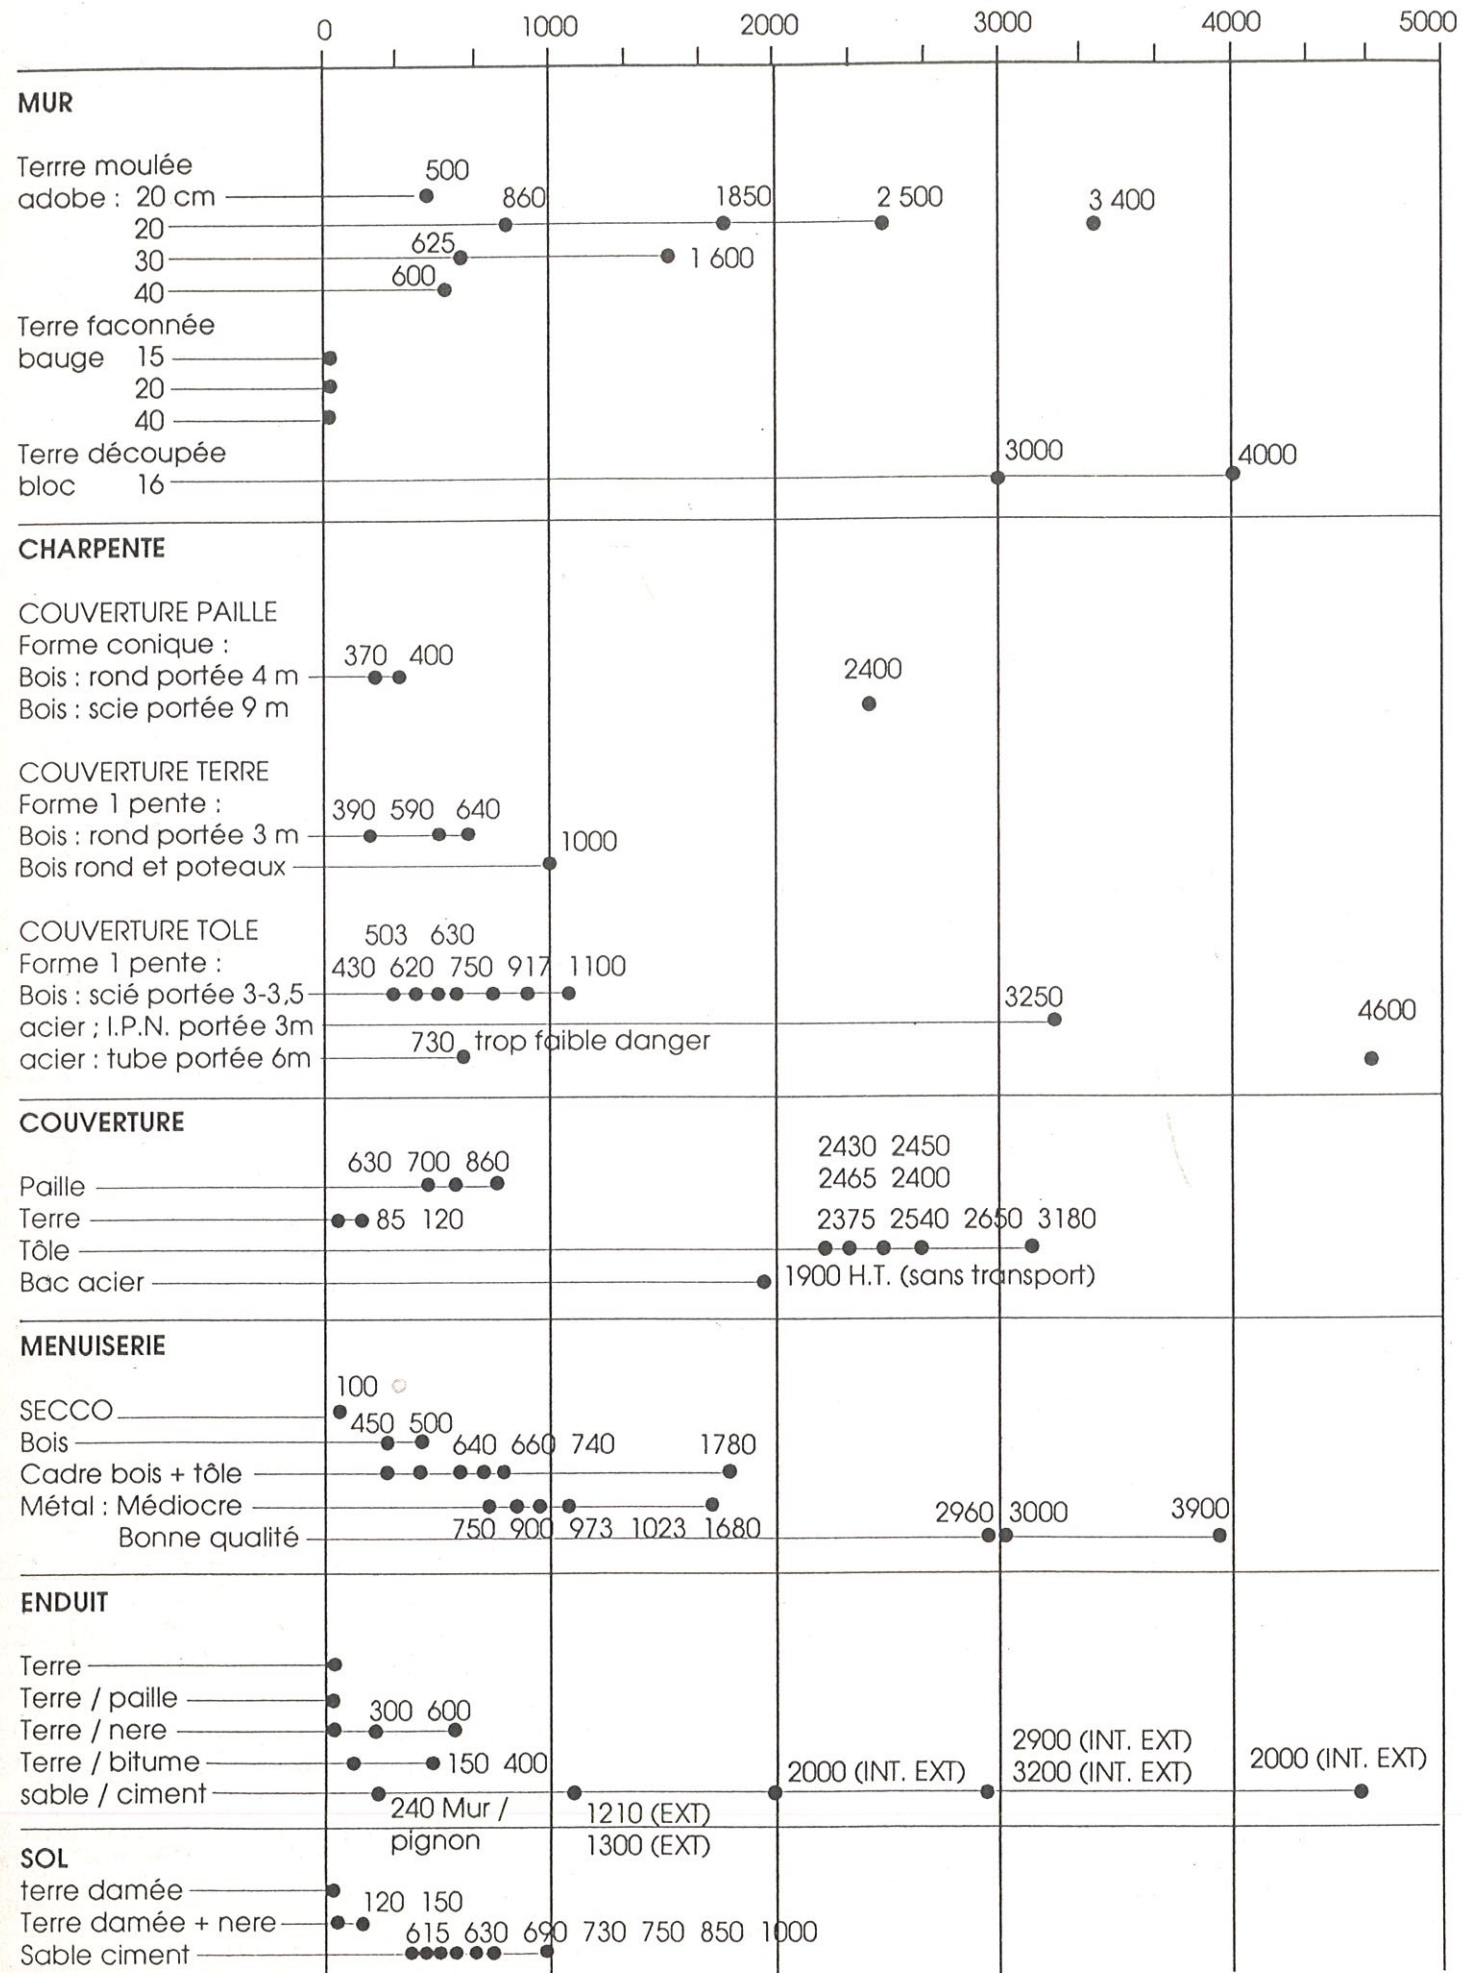 0 1000 2000 3000 4000 5000
MUR
Terrre moulée
500
adobe : 20 cm
860 1850 2 500 3 400
20
625
30 1 600
600
40
Terre faconnée
bauge 15
20
40
Terre découpée
3000 4000
bloc 16
CHARPENTE
COUVERTURE PAILLE
Forme conique :
370 400
Bois : rond portée 4 m
2400
Bois : scie portée 9 m
COUVERTURE TERRE
Forme 1 pente :
390 590 640
Bois : rond portée 3 m
1000
Bois rond et poteaux
COUVERTURE TOLE
503 630
Forme 1 pente :
430 620 750 917 1100
Bois : scié portée 3-3,5
3250 4600
acier ; I.P.N. portée 3m
730 trop faible danger
acier : tube portée 6m
COUVERTURE
2430 2450
630 700 860
2465 2400
Paille
Terre 85 120
2375 2540 2650 3180
Tôle
Bac acier 1900 H.T. (sans transport)
MENUISERIE
100
SECCO
450 500
Bois
640 660 740 1780
Cadre bois + tôle
Métal : Médiocre
750 900 973 1023 1680
2960 3000 3900
Bonne qualité
ENDUIT
Terre
Terre / paille
300 600
Terre / nere
Terre / bitume 150 400
2900 (INT. EXT)
2000 (INT. EXT) 3200 (INT. EXT) 2000 (INT. EXT)
sable / ciment
240 Mur /
pignon
1210 (EXT)
1300 (EXT)
SOL
terre damée
120 150
Terre damée + nere
615 630 690 730 750 850 1000
Sable ciment